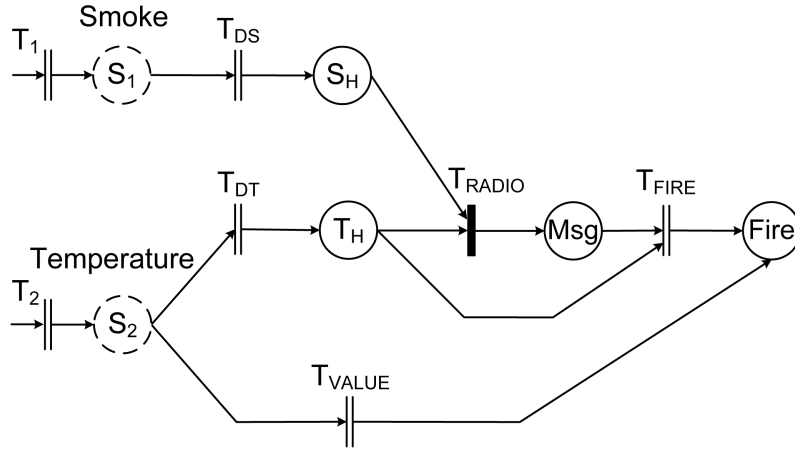 Smoke
T1
TDS
S1
SH
TDT
TRADIO
TFIRE
TH
Msg
Fire
Temperature
T2
S2
TVALUE